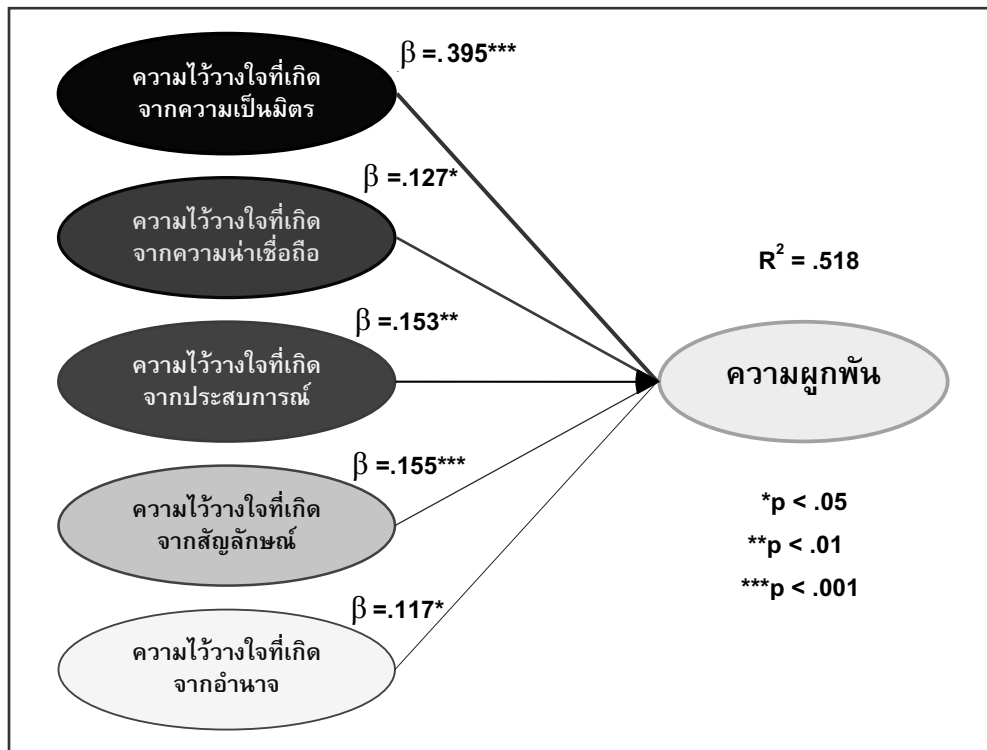 β =.395***
ความไว้วางใจที่เกิด
จากความเป็นมิตร
β =.127*
ความไว้วางใจที่เกิด
จากความน่าเชื่อถือ
R² = .518
β =.153**
ความไว้วางใจที่เกิด
จากประสบการณ์
ความผูกพัน
β =.155***
ความไว้วางใจที่เกิด
จากสัญลักษณ์
*p < .05
**p < .01
***p < .001
β =.117*
ความไว้วางใจที่เกิด
จากอำนาจ